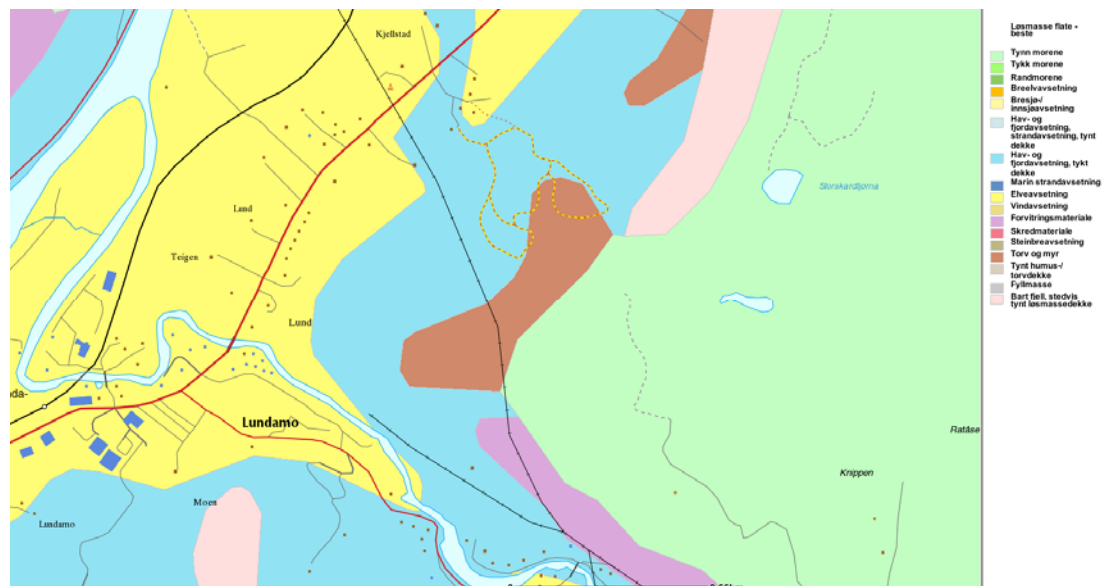 Løsmasse flate -
beste
Tynn morene
Tykk morene
Randmorene
Breelvavsetning
Bresjø-/
innsjøavsetning
Hav- og
fjordavsetning,
strandavsetning, tynt
dekke
Hav- og
fjordavsetning, tykt
dekke
Marin strandavsetning
Elveavsetning
Vindavsetning
Forvitringsmateriale
Skredmateriale
Steinbreavsetning
Torv og myr
Tynt humus-/
torvdekke
Fyllmasse
Bart fjell, stedvis
tynt løsmassedekke
Kjellstad
Storskardtjørna
Lund
Teigen
Lund
da-
Lundamo
Ratåse
Knippen
Moen
Lundamo